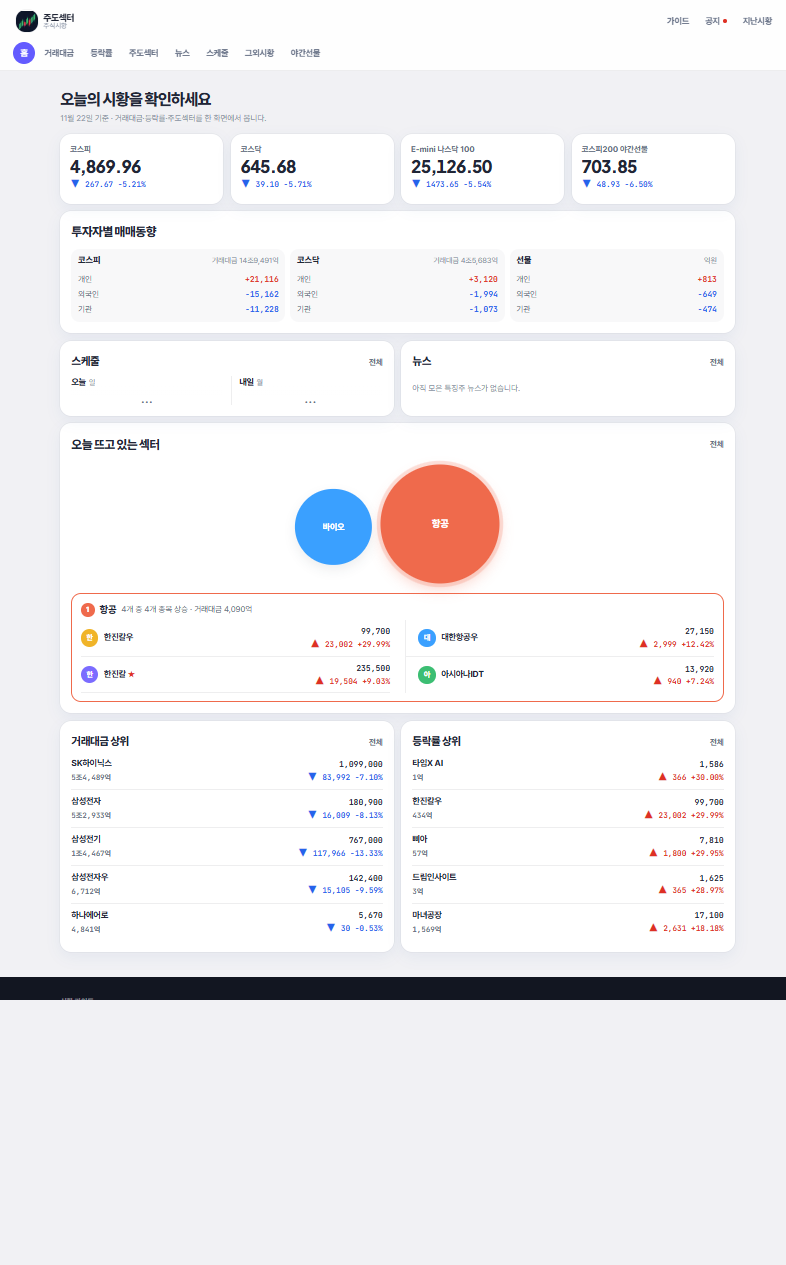 주도섹터
주식시황
가이드
공지
지난시황
홈
거래대금
등락률
주도섹터
뉴스
스케쥴
그외시황
야간선물
오늘의 시황을 확인하세요
11월 22일 기준 · 거래대금·등락률·주도섹터를 한 화면에서 봅니다.
코스피
4,869.96
▼ 267.67 -5.21%
코스닥
645.68
▼ 39.10 -5.71%
E-mini 나스닥 100
25,126.50
▼ 1473.65 -5.54%
코스피200 야간선물
703.85
▼ 48.93 -6.50%
투자자별 매매동향
코스피 거래대금 14조9,491억
개인 +21,116
외국인 -15,162
기관 -11,228
코스닥 거래대금 4조5,683억
개인 +3,120
외국인 -1,994
기관 -1,073
선물 억원
개인 +813
외국인 -649
기관 -474
스케줄 전체
오늘 일
...
내일 월
...
뉴스 전체
아직 모은 특징주 뉴스가 없습니다.
오늘 뜨고 있는 섹터 전체
바이오
항공
1 항공 4개 중 4개 종목 상승 · 거래대금 4,090억
한 한진칼우 99,700
▲ 23,002 +29.99%
대 대한항공우 27,150
▲ 2,999 +12.42%
한 한진칼 ★ 235,500
▲ 19,504 +9.03%
아 아시아나IDT 13,920
▲ 940 +7.24%
거래대금 상위 전체
SK하이닉스 1,099,000
5조4,489억 ▼ 83,992 -7.10%
삼성전자 180,900
5조2,933억 ▼ 16,009 -8.13%
삼성전기 767,000
1조4,467억 ▼ 117,966 -13.33%
삼성전자우 142,400
6,712억 ▼ 15,105 -9.59%
하나에어로 5,670
4,841억 ▼ 30 -0.53%
등락률 상위 전체
타임X AI 1,586
1억 ▲ 366 +30.00%
한진칼우 99,700
434억 ▲ 23,002 +29.99%
삐아 7,810
57억 ▲ 1,800 +29.95%
드림인사이트 1,625
3억 ▲ 365 +28.97%
마녀공장 17,100
1,569억 ▲ 2,631 +18.18%